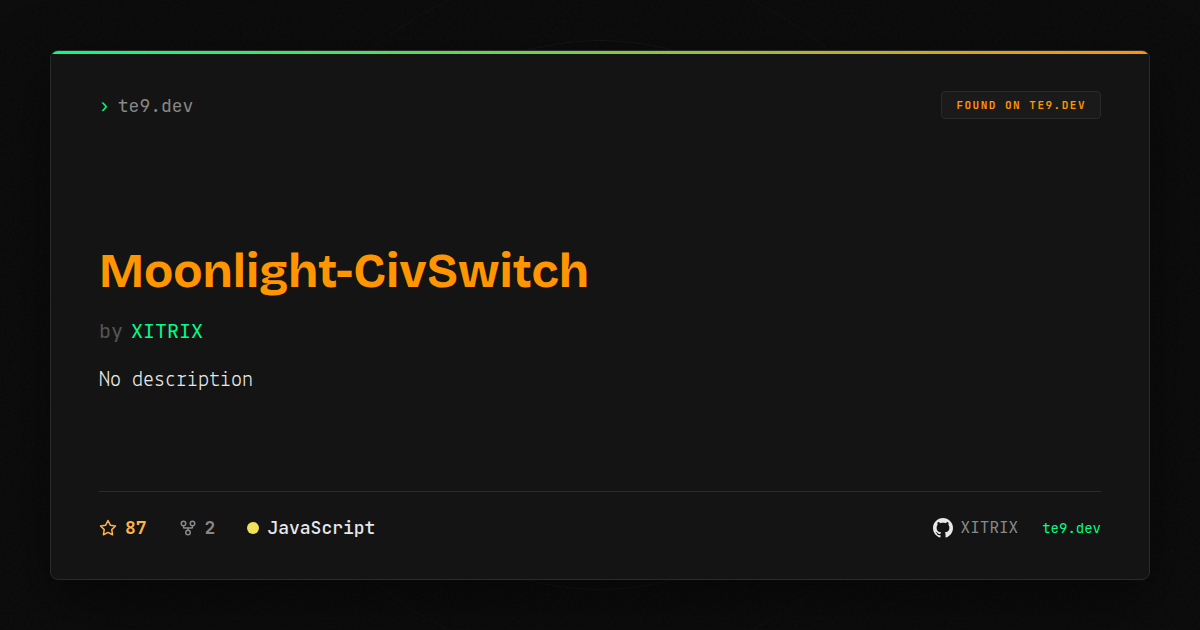 › te9.dev
FOUND ON TE9.DEV
Moonlight-CivSwitch
by XITRIX
No description
87 2 JavaScript
XITRIX te9.dev